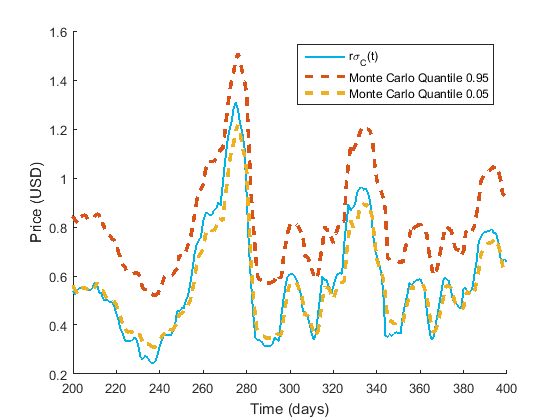 1.6
1.4
1.2
1
0.8
0.6
0.4
0.2
Price (USD)
rσC(t)
Monte Carlo Quantile 0.95
Monte Carlo Quantile 0.05
200 220 240 260 280 300 320 340 360 380 400
Time (days)